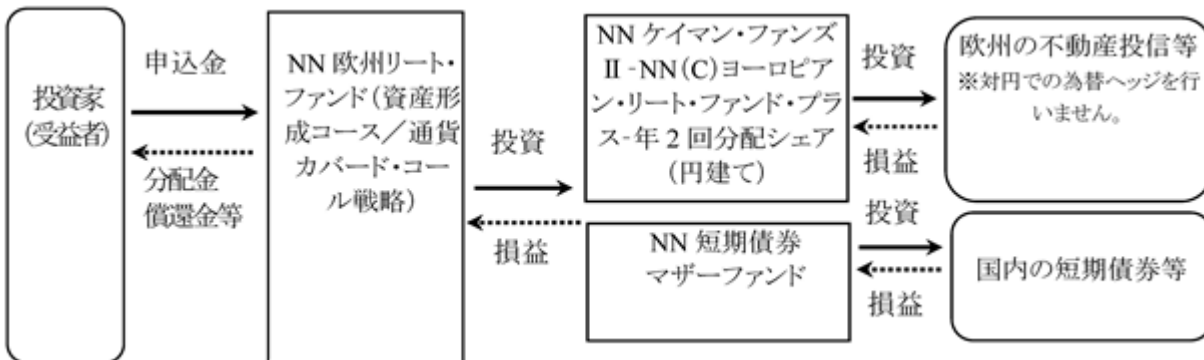 投資家
(受益者)
申込金
分配金
償還金等
NN 欧州リート・
ファンド(資産形
成コース／通貨
カバード・コー
ル戦略)
投資
損益
NN ケイマン・ファンズ
Ⅱ-NN(C)ヨーロピア
ン・リート・ファンド・プラ
ス-年２回分配シェア
(円建て)
NN 短期債券
マザーファンド
投資
損益
投資
損益
欧州の不動産投信等
※対円での為替ヘッジを行
いません。
国内の短期債券等